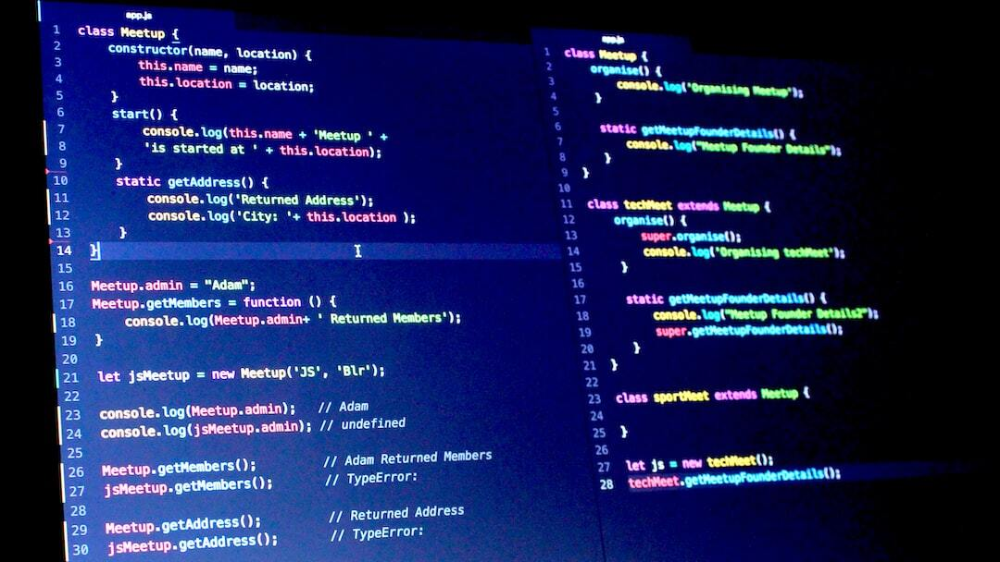 app.js
1 class Meetup {
2 constructor(name, location) {
3 this.name = name;
4 this.location = location;
5 }
6 start() {
7 console.log(this.name + 'Meetup ' +
8 'is started at ' + this.location);
9 }
10 static getAddress() {
11 console.log('Returned Address');
12 console.log('City: '+ this.location );
13 }
14 }
15
16 Meetup.admin = "Adam";
17 Meetup.getMembers = function () {
18 console.log(Meetup.admin+ ' Returned Members');
19 }
20
21 let jsMeetup = new Meetup('JS', 'Blr');
22
23 console.log(Meetup.admin); // Adam
24 console.log(jsMeetup.admin); // undefined
25
26 Meetup.getMembers(); // Adam Returned Members
27 jsMeetup.getMembers(); // TypeError:
28
29 Meetup.getAddress(); // Returned Address
30 jsMeetup.getAddress(); // TypeError:
app.js
1 class Meetup {
2 organise() {
3 console.log('Organising Meetup');
4 }
5
6 static getMeetupFounderDetails() {
7 console.log("Meetup Founder Details");
8 }
9 }
10
11 class techMeet extends Meetup {
12 organise() {
13 super.organise();
14 console.log('Organising techMeet');
15 }
16
17 static getMeetupFounderDetails() {
18 console.log("Meetup Founder Details2");
19 super.getMeetupFounderDetails();
20 }
21 }
22
23 class sportMeet extends Meetup {
24
25 }
26
27 let js = new techMeet();
28 techMeet.getMeetupFounderDetails();